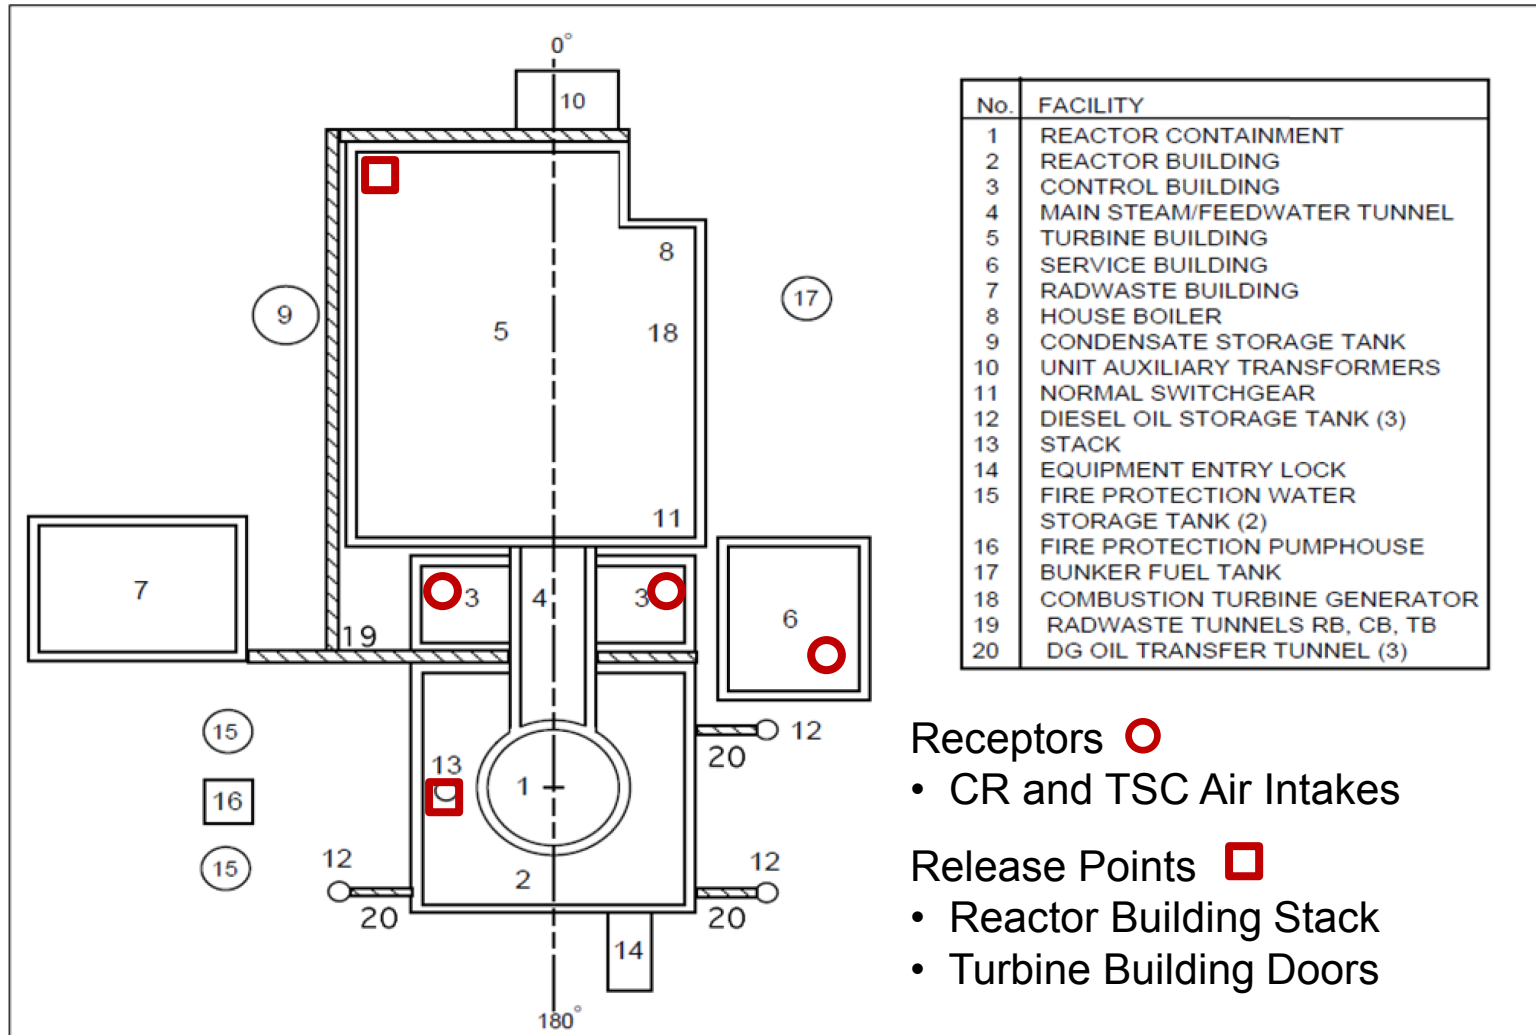 0°
10
8
9
17
5
18
11
7
3
4
3
6
19
15
12
20
13
1
16
15
12
12
2
20
20
14
180°
No. FACILITY
1 REACTOR CONTAINMENT
2 REACTOR BUILDING
3 CONTROL BUILDING
4 MAIN STEAM/FEEDWATER TUNNEL
5 TURBINE BUILDING
6 SERVICE BUILDING
7 RADWASTE BUILDING
8 HOUSE BOILER
9 CONDENSATE STORAGE TANK
10 UNIT AUXILIARY TRANSFORMERS
11 NORMAL SWITCHGEAR
12 DIESEL OIL STORAGE TANK (3)
13 STACK
14 EQUIPMENT ENTRY LOCK
15 FIRE PROTECTION WATER
STORAGE TANK (2)
16 FIRE PROTECTION PUMPHOUSE
17 BUNKER FUEL TANK
18 COMBUSTION TURBINE GENERATOR
19 RADWASTE TUNNELS RB, CB, TB
20 DG OIL TRANSFER TUNNEL (3)
Receptors
• CR and TSC Air Intakes
Release Points
• Reactor Building Stack
• Turbine Building Doors